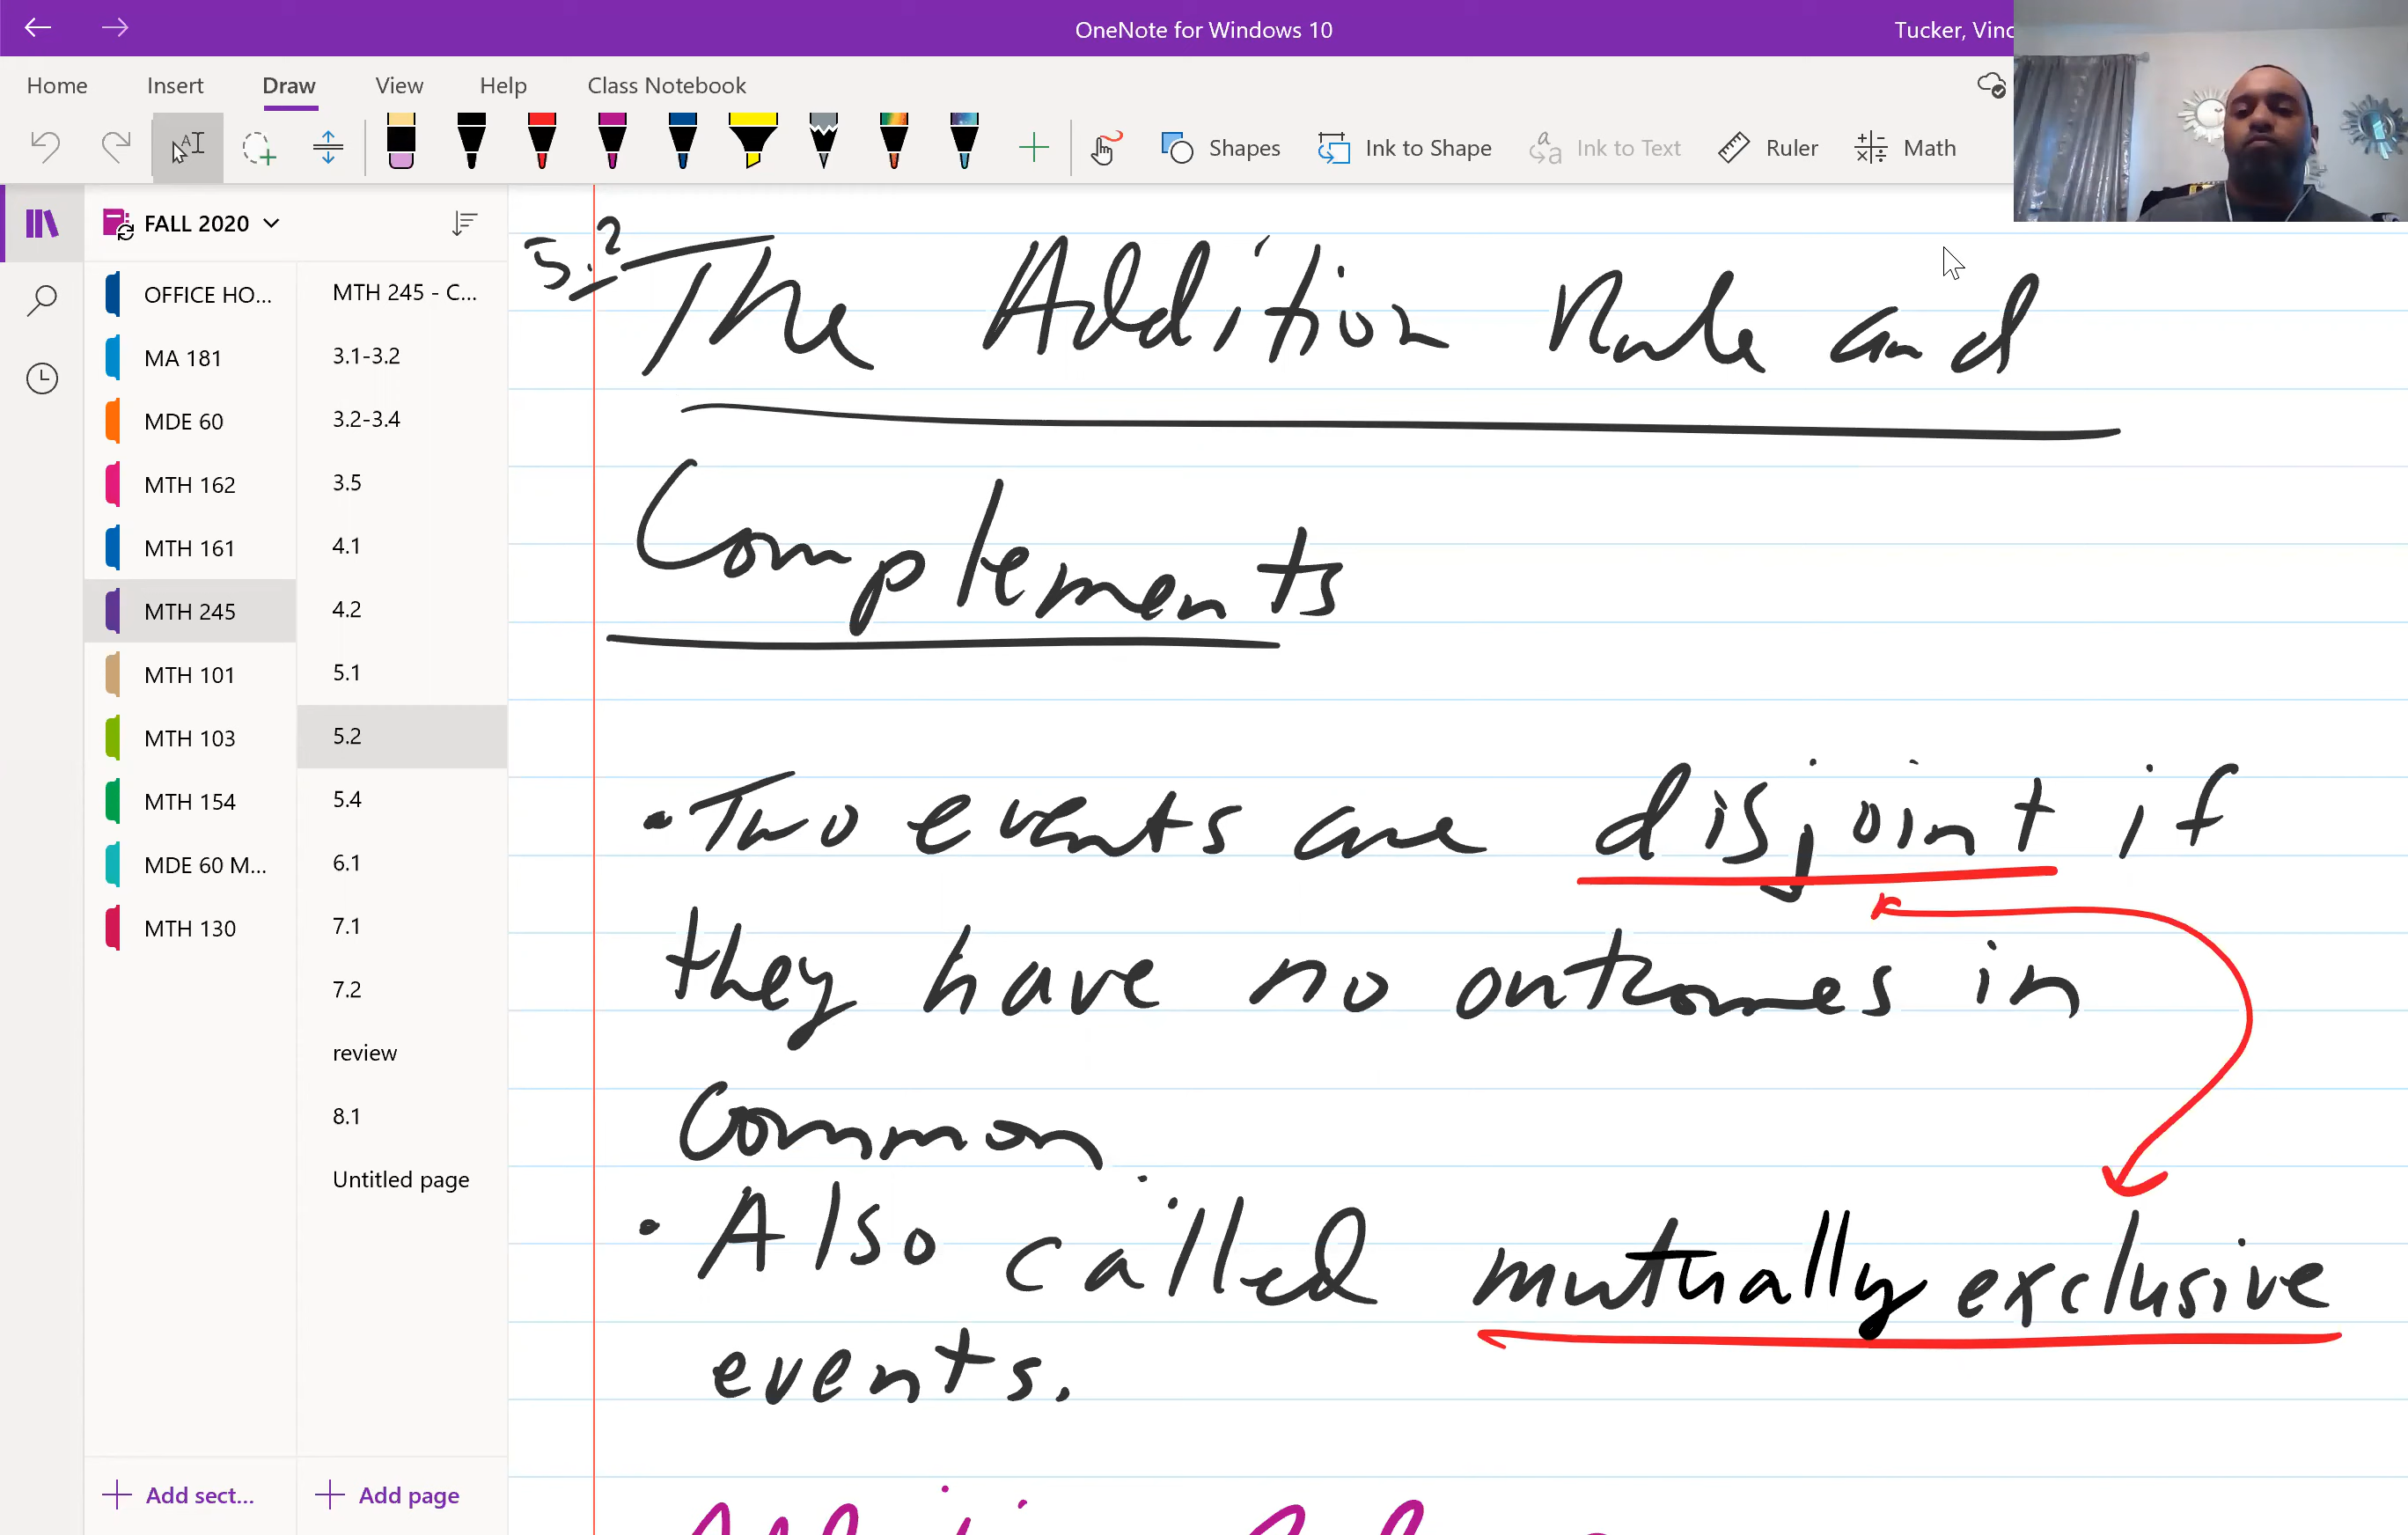 OneNote for Windows 10
Tucker, Vinc
Home Insert Draw View Help Class Notebook
Shapes Ink to Shape Ink to Text Ruler Math
FALL 2020
OFFICE HO...
MA 181
MDE 60
MTH 162
MTH 161
MTH 245
MTH 101
MTH 103
MTH 154
MDE 60 M...
MTH 130
Add sect...
MTH 245 - C...
3.1-3.2
3.2-3.4
3.5
4.1
4.2
5.1
5.2
5.4
6.1
7.1
7.2
review
8.1
Untitled page
Add page
5.2 The Addition Rule and
Complements
• Two events are disjoint if
they have no outcomes in
Common.
• Also called mutually exclusive
events.